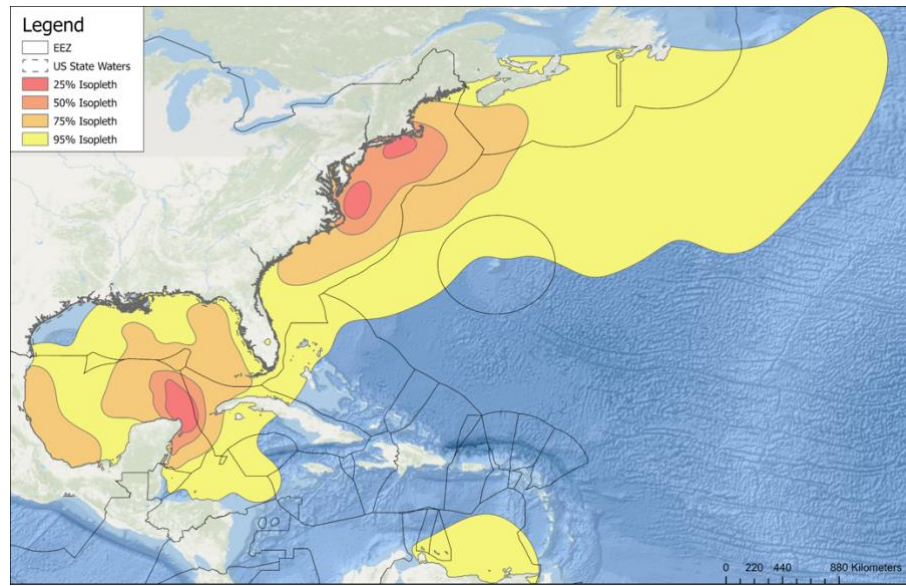 Legend
EEZ
US State Waters
25% Isopleth
50% Isopleth
75% Isopleth
95% Isopleth
0 220 440 880 Kilometers